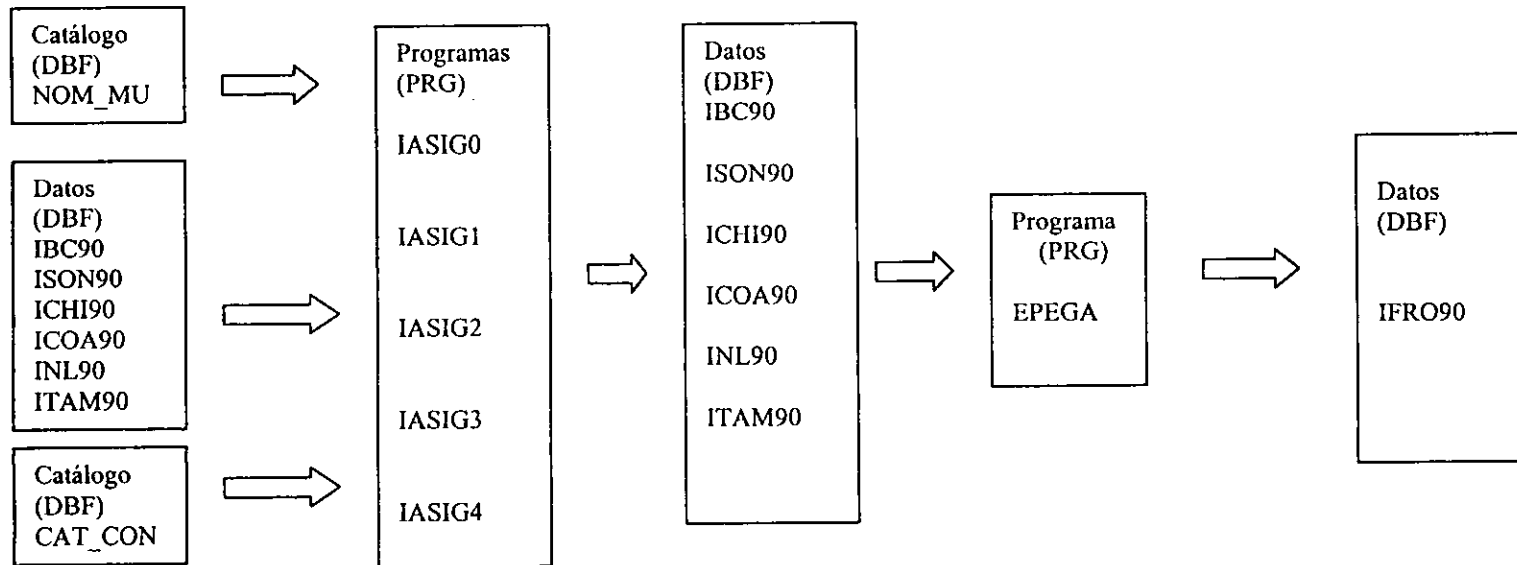 Catálogo
(DBF)
NOM_MU
Datos
(DBF)
IBC90
ISON90
ICHI90
ICOA90
INL90
ITAM90
Catálogo
(DBF)
CAT_CON
Programas
(PRG)
IASIG0
IASIG1
IASIG2
IASIG3
IASIG4
Datos
(DBF)
IBC90
ISON90
ICHI90
ICOA90
INL90
ITAM90
Programa
(PRG)
EPEGA
Datos
(DBF)
IFRO90